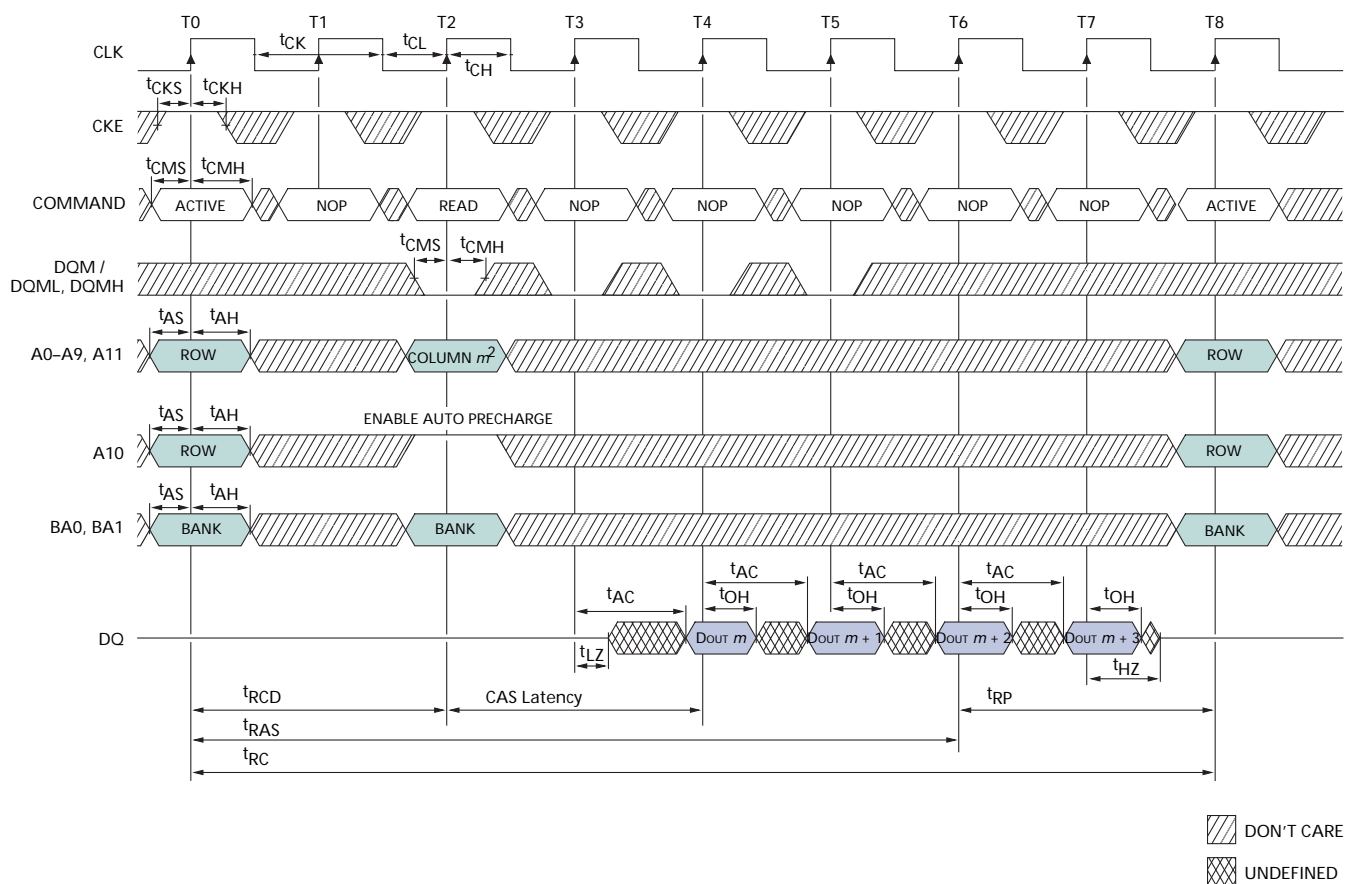 T0 T1 T2 T3 T4 T5 T6 T7 T8
CLK
tCK
tCL
tCH
tCKS tCKH
CKE
tCMS tCMH
COMMAND ACTIVE NOP READ NOP NOP NOP NOP NOP ACTIVE
tCMS tCMH
DQM /
DQML, DQMH
tAS tAH
A0–A9, A11 ROW COLUMN m2 ROW
tAS tAH
ENABLE AUTO PRECHARGE
A10 ROW ROW
tAS tAH
BA0, BA1 BANK BANK BANK
tAC tAC tAC
tAC tOH tOH tOH tOH
DQ DOUT m DOUT m + 1 DOUT m + 2 DOUT m + 3
tLZ
tHZ
tRCD CAS Latency tRP
tRAS
tRC
DON'T CARE
UNDEFINED